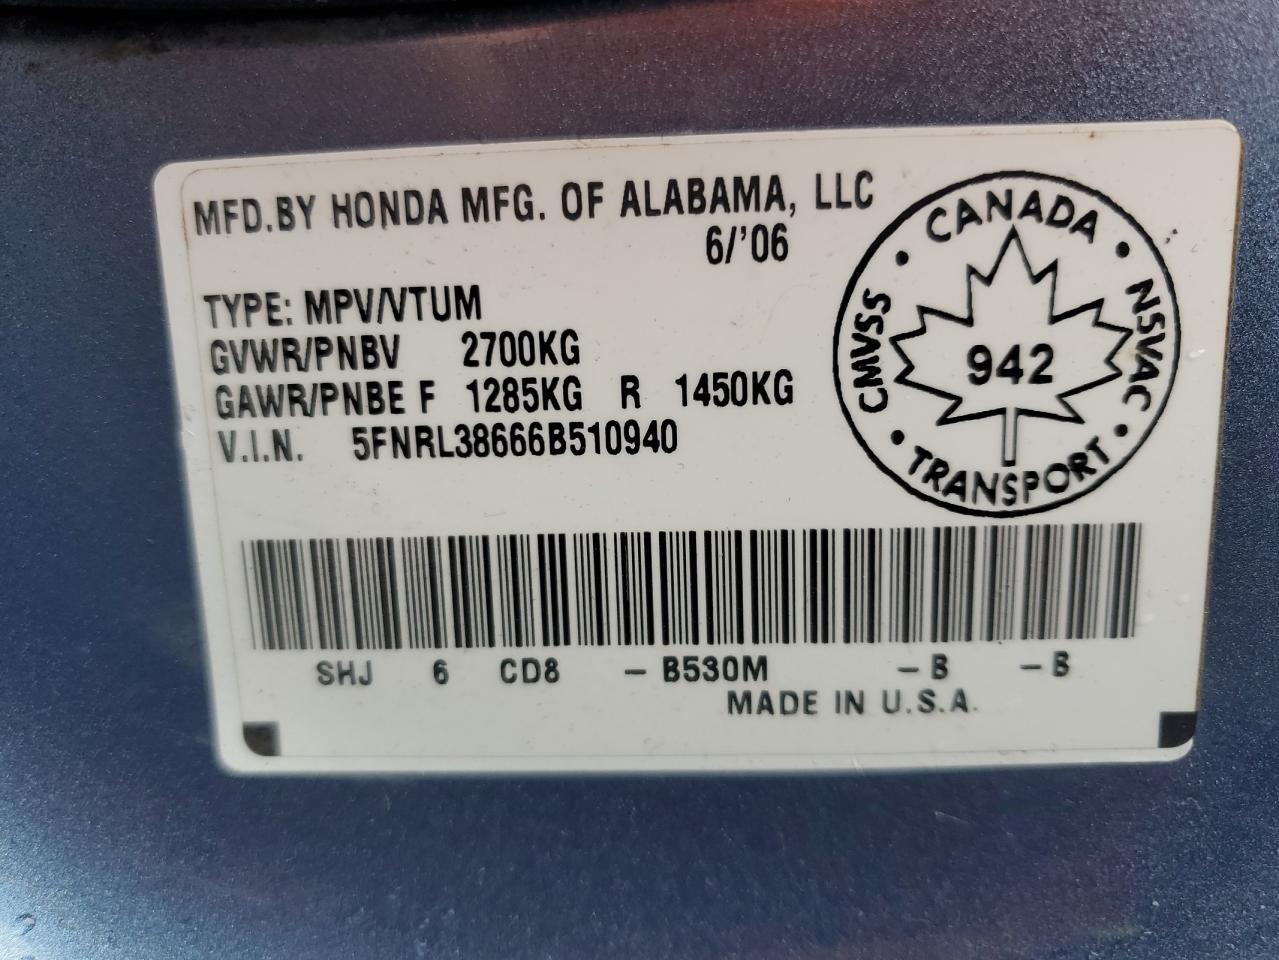 MFD.BY HONDA MFG. OF ALABAMA, LLC
6/'06
TYPE: MPV/VTUM
GVWR/PNBV 2700KG
GAWR/PNBE F 1285KG R 1450KG
V.I.N. 5FNRL38666B510940
CANADA
CMVSS
942
NSVAC
TRANSPORT
SHJ 6 CD8 -B530M -B -B
MADE IN U.S.A.